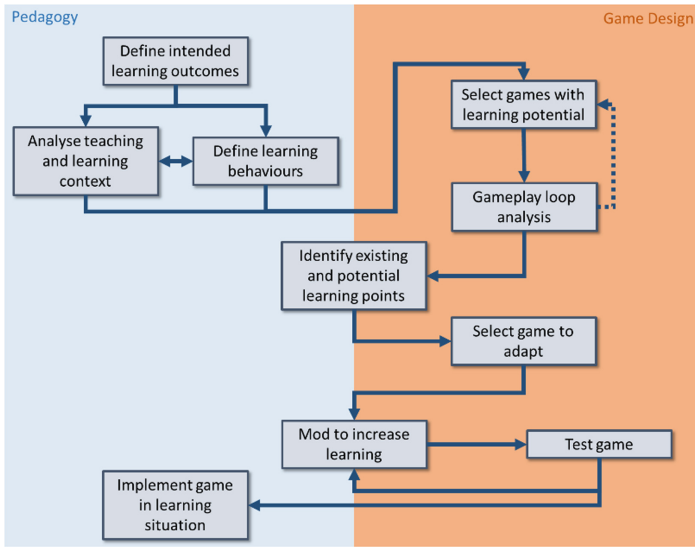 Pedagogy
Game Design
Define intended
learning outcomes
Analyse teaching
and learning
context
Define learning
behaviours
Select games with
learning potential
Gameplay loop
analysis
Identify existing
and potential
learning points
Select game to
adapt
Mod to increase
learning
Test game
Implement game
in learning
situation